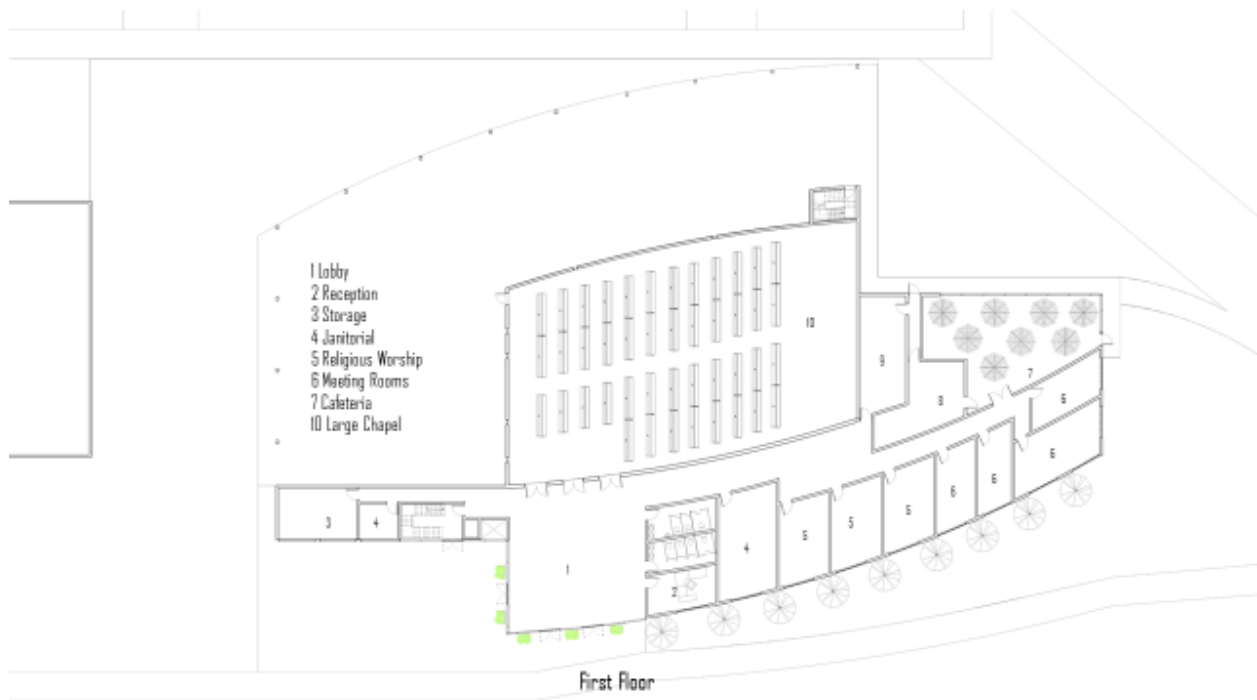 1 Lobby
2 Reception
3 Storage
4 Janitorial
5 Religious Worship
6 Meeting Rooms
7 Cafeteria
10 Large Chapel
10
9
8
7
6
6
6
6
5
5
5
4
3
4
1
2
First Floor